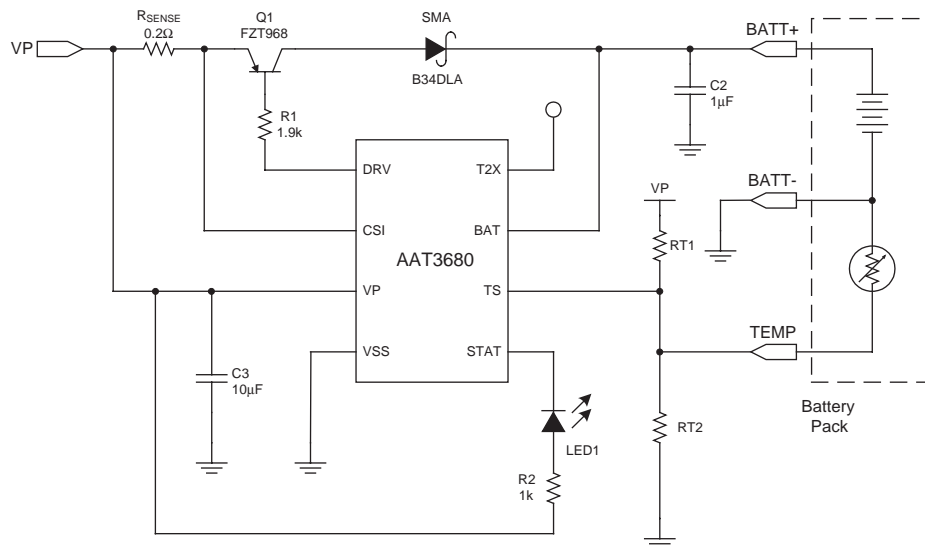 VP
RSENSE
0.2Ω
Q1
FZT968
SMA
B34DLA
BATT+
C2
1µF
R1
1.9k
DRV
T2X
CSI
BAT
AAT3680
VP
TS
VSS
STAT
VP
RT1
BATT-
TEMP
C3
10µF
LED1
R2
1k
RT2
Battery
Pack